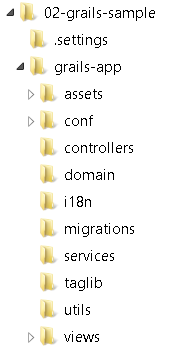 02-grails-sample
.settings
grails-app
assets
conf
controllers
domain
i18n
migrations
services
taglib
utils
views